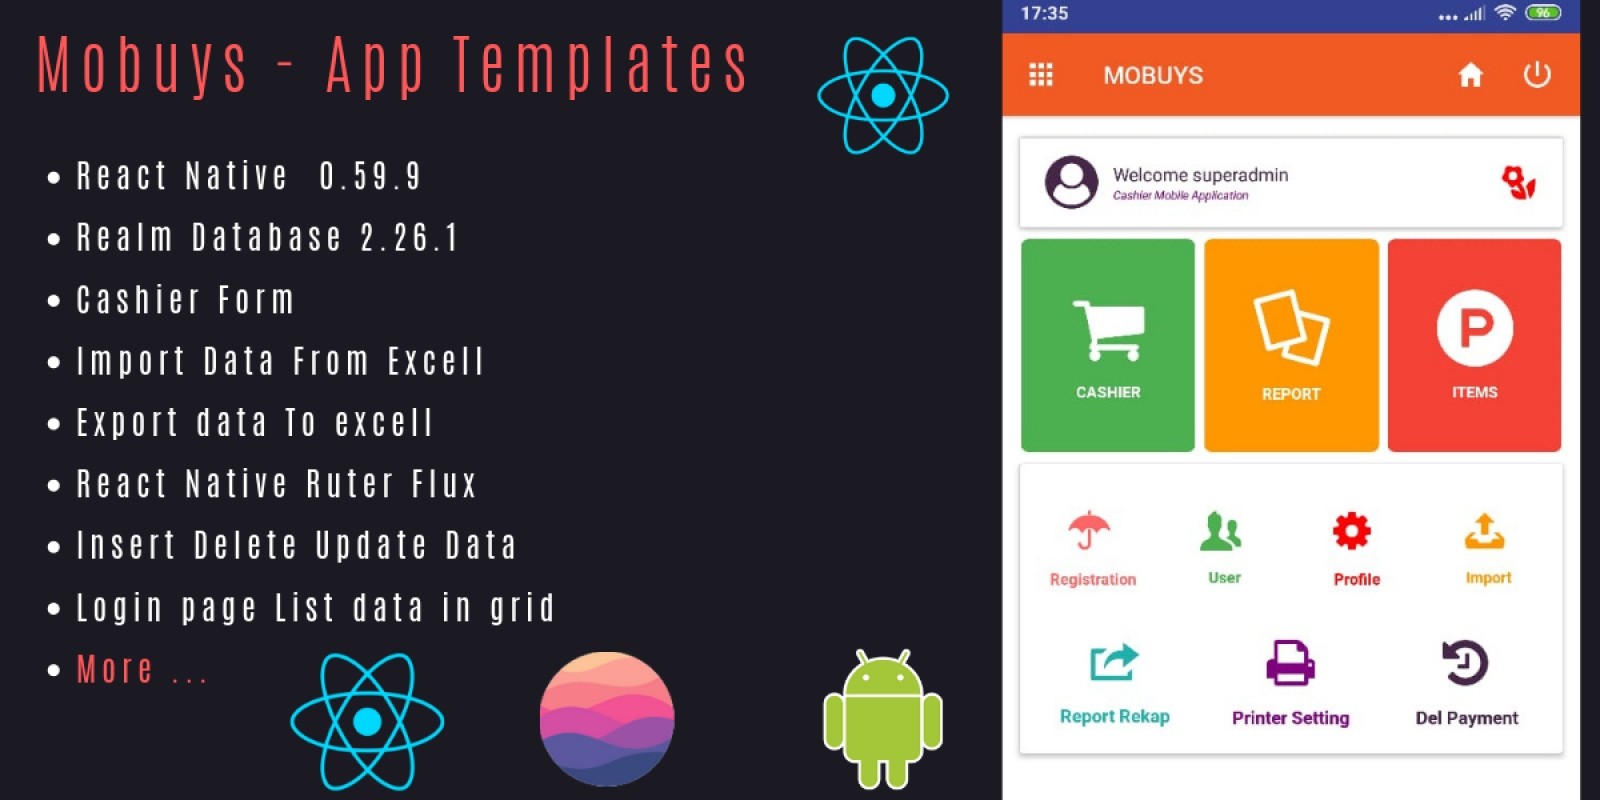 Mobuys - App Templates
React Native 0.59.9
Realm Database 2.26.1
Cashier Form
Import Data From Excell
Export data To excell
React Native Ruter Flux
Insert Delete Update Data
Login page List data in grid
More ...
17:35
96
MOBUYS
Welcome superadmin
Cashier Mobile Application
CASHIER
REPORT
P
ITEMS
Registration
User
Profile
Import
Report Rekap
Printer Setting
Del Payment